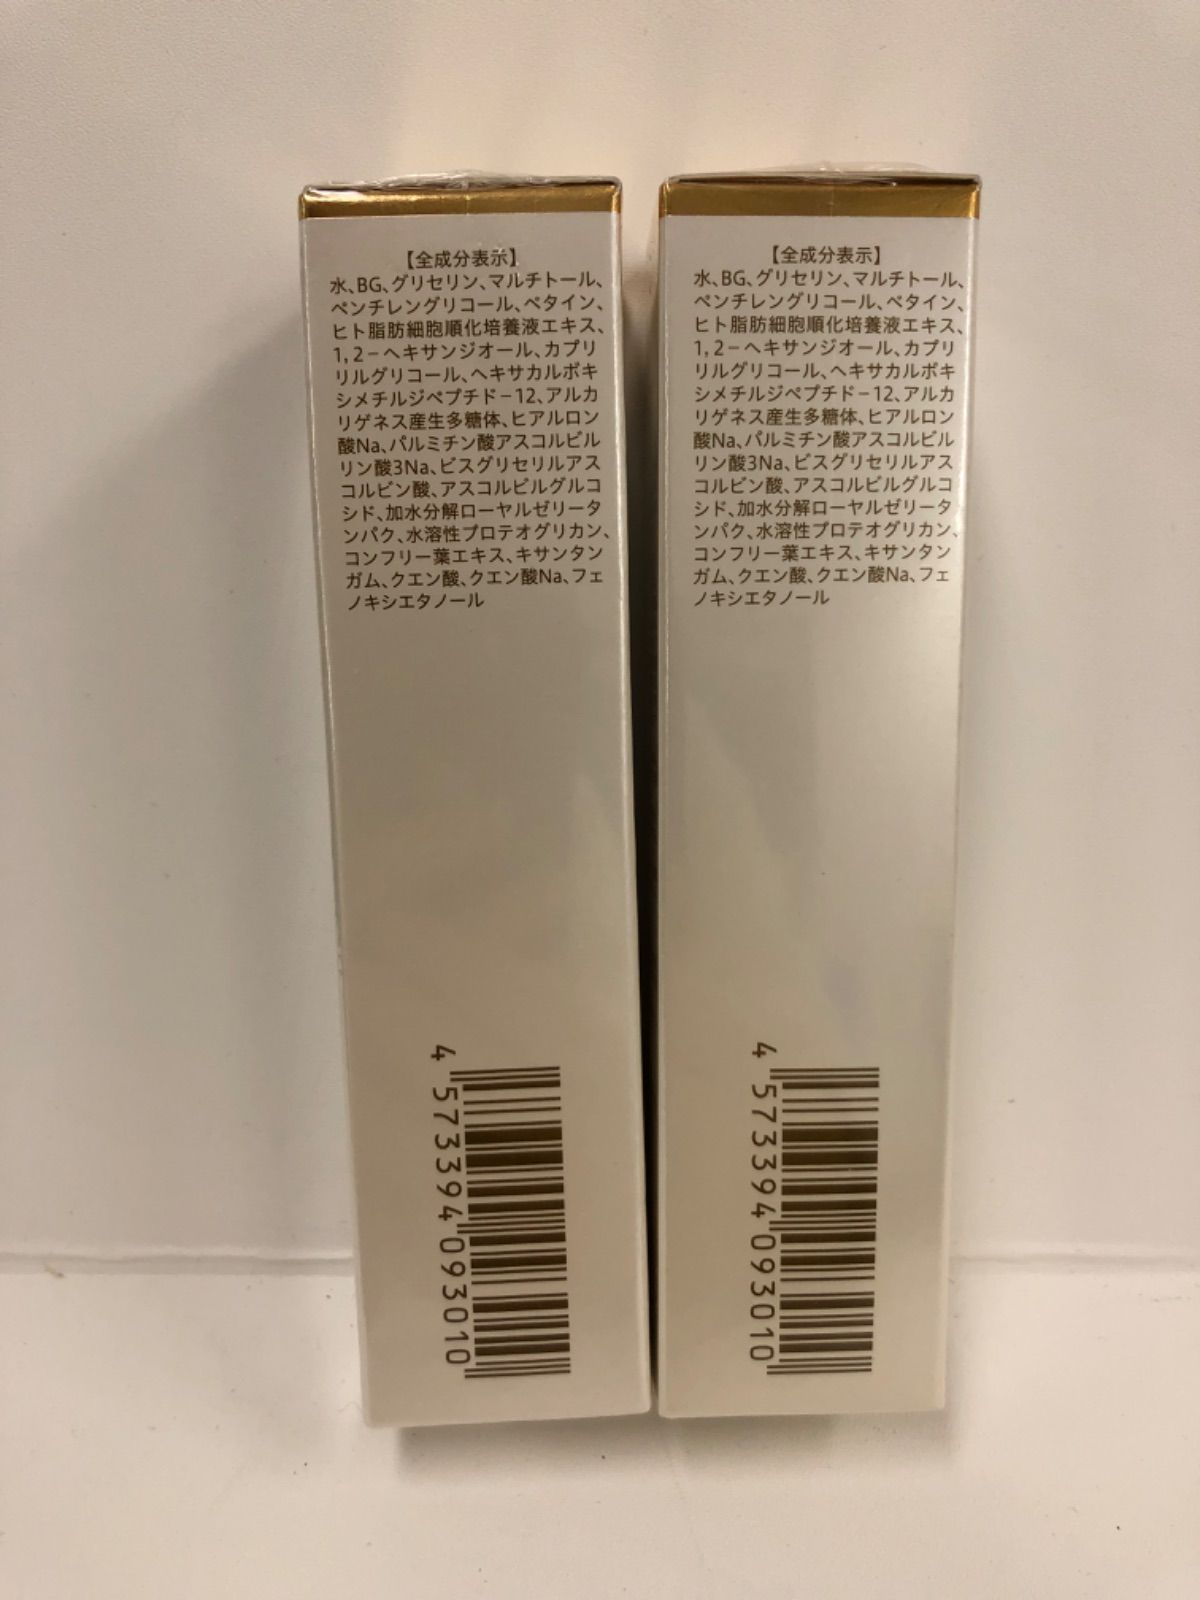 【全成分表示】
水、BG、グリセリン、マルチトール、
ペンチレングリコール、ベタイン、
ヒト脂肪細胞順化培養液エキス、
1,2－ヘキサンジオール、カプリ
リルグリコール、ヘキサカルボキ
シメチルジペプチド－12、アルカ
リゲネス産生多糖体、ヒアルロン
酸Na、パルミチン酸アスコルビル
リン酸3Na、ビスグリセリルアス
コルビン酸、アスコルビルグルコ
シド、加水分解ローヤルゼリータ
ンパク、水溶性プロテオグリカン、
コンフリー葉エキス、キサンタン
ガム、クエン酸、クエン酸Na、フェ
ノキシエタノール
4 573394 093010
【全成分表示】
水、BG、グリセリン、マルチトール、
ペンチレングリコール、ベタイン、
ヒト脂肪細胞順化培養液エキス、
1,2－ヘキサンジオール、カプリ
リルグリコール、ヘキサカルボキ
シメチルジペプチド－12、アルカ
リゲネス産生多糖体、ヒアルロン
酸Na、パルミチン酸アスコルビル
リン酸3Na、ビスグリセリルアス
コルビン酸、アスコルビルグルコ
シド、加水分解ローヤルゼリータ
ンパク、水溶性プロテオグリカン、
コンフリー葉エキス、キサンタン
ガム、クエン酸、クエン酸Na、フェ
ノキシエタノール
4 573394 093010